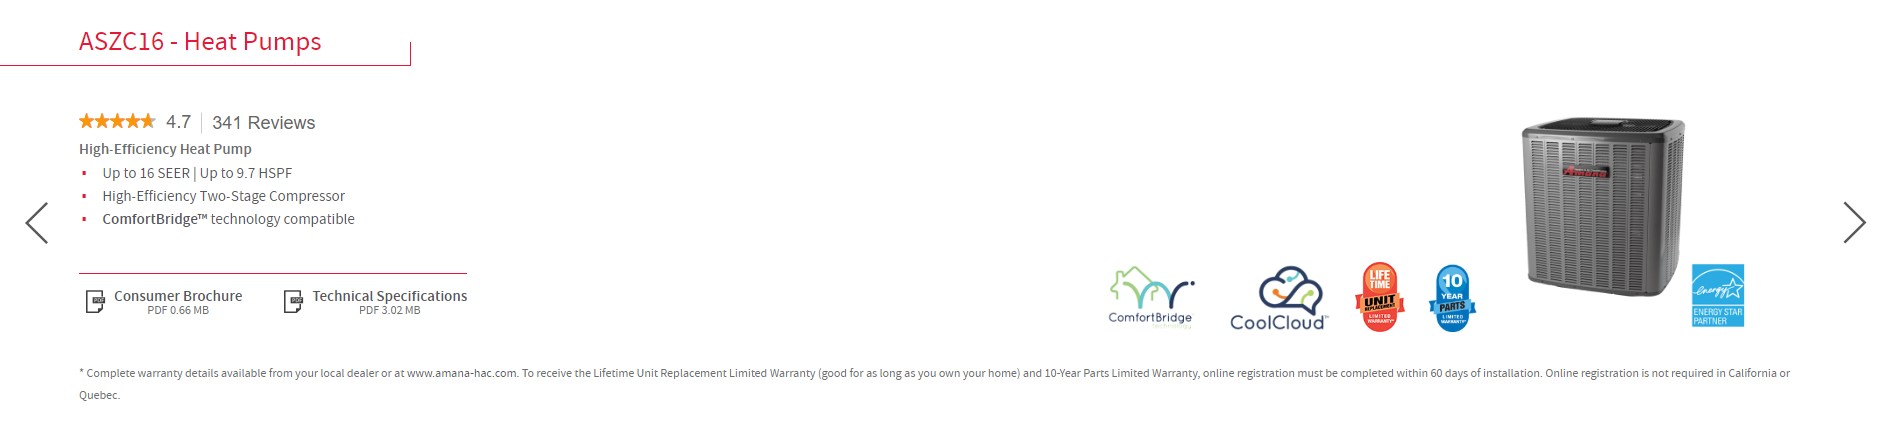 ASZC16 - Heat Pumps
4.7
341 Reviews
High-Efficiency Heat Pump
Up to 16 SEER | Up to 9.7 HSPF
High-Efficiency Two-Stage Compressor
ComfortBridge™ technology compatible
Consumer Brochure
PDF 0.66 MB
Technical Specifications
PDF 3.02 MB
ComfortBridge
technology
CoolCloud™
LIFE
TIME
UNIT
REPLACEMENT
LIMITED
WARRANTY*
10
YEAR
PARTS
LIMITED
WARRANTY*
Amana
energy
ENERGY STAR
PARTNER
* Complete warranty details available from your local dealer or at www.amana-hac.com. To receive the Lifetime Unit Replacement Limited Warranty (good for as long as you own your home) and 10-Year Parts Limited Warranty, online registration must be completed within 60 days of installation. Online registration is not required in California or
Quebec.